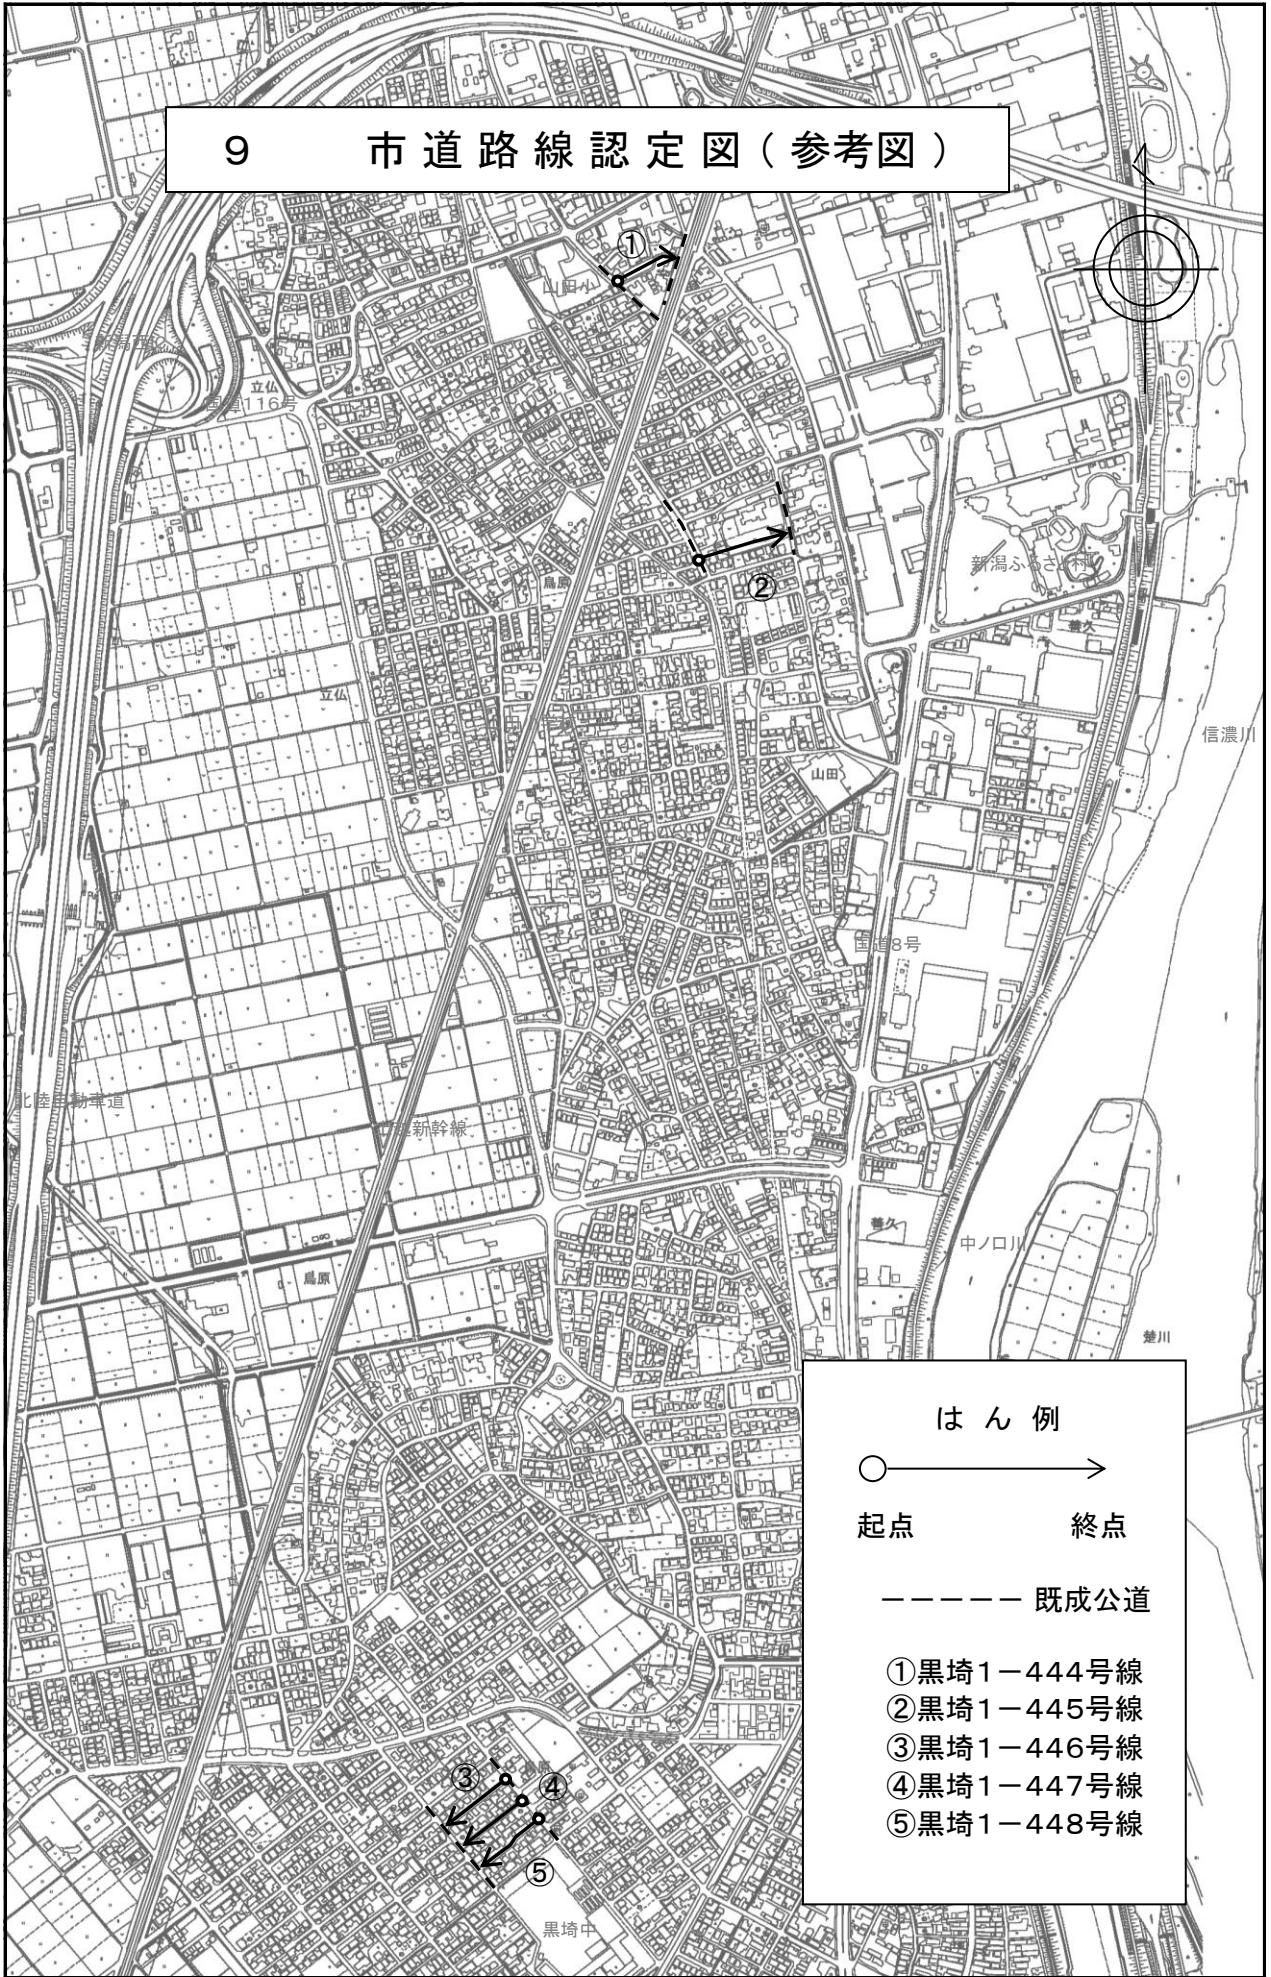 9 市道路線認定図(参考図)
①
山田小
立仏
国道116号
②
鳥原
新潟ふるさと村
善久
立仏
信濃川
山田
国道8号
北陸自動車道
新幹線
善久
中ノ口川
鳥原
楚川
はん例
起点 終点
----- 既成公道
①黒埼1-444号線
②黒埼1-445号線
③黒埼1-446号線
④黒埼1-447号線
⑤黒埼1-448号線
③
④
⑤
黒埼中